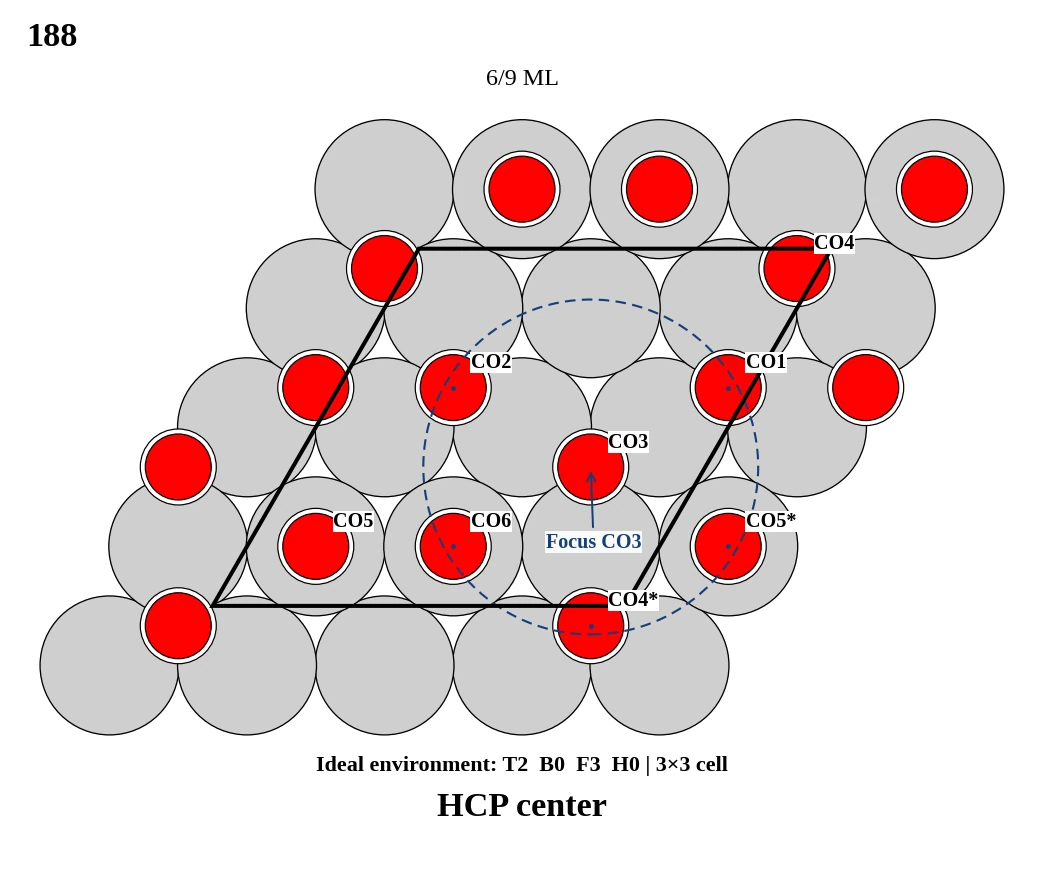 188
6/9 ML
CO4
CO2
CO1
CO3
CO5
CO6
CO5*
Focus CO3
CO4*
Ideal environment: T2 B0 F3 H0 | 3×3 cell
HCP center